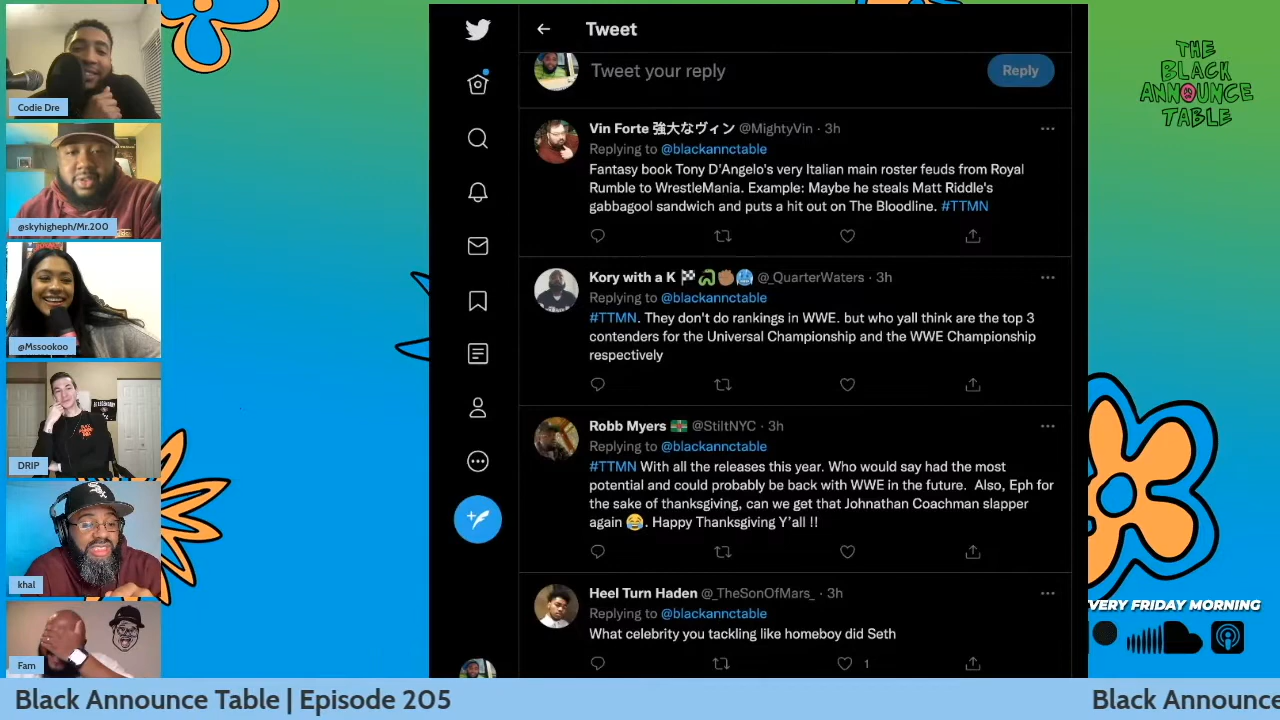 Codie Dre
@skyhigheph/Mr.200
@Mssookoo
DRIP
khal
Fam
Tweet
Tweet your reply
Reply
Vin Forte 強大なヴィン @MightyVin · 3h
Replying to @blackannctable
Fantasy book Tony D'Angelo's very Italian main roster feuds from Royal
Rumble to WrestleMania. Example: Maybe he steals Matt Riddle's
gabbagool sandwich and puts a hit out on The Bloodline. #TTMN
Kory with a K @_QuarterWaters · 3h
Replying to @blackannctable
#TTMN. They don't do rankings in WWE. but who yall think are the top 3
contenders for the Universal Championship and the WWE Championship
respectively
Robb Myers @StiltNYC · 3h
Replying to @blackannctable
#TTMN With all the releases this year. Who would say had the most
potential and could probably be back with WWE in the future. Also, Eph for
the sake of thanksgiving, can we get that Johnathan Coachman slapper
again 😂. Happy Thanksgiving Y'all !!
Heel Turn Haden @_TheSonOfMars_ · 3h
Replying to @blackannctable
What celebrity you tackling like homeboy did Seth
1
THE
BLACK
ANNOUNCE
TABLE
EVERY FRIDAY MORNING
Black Announce Table | Episode 205
Black Announce